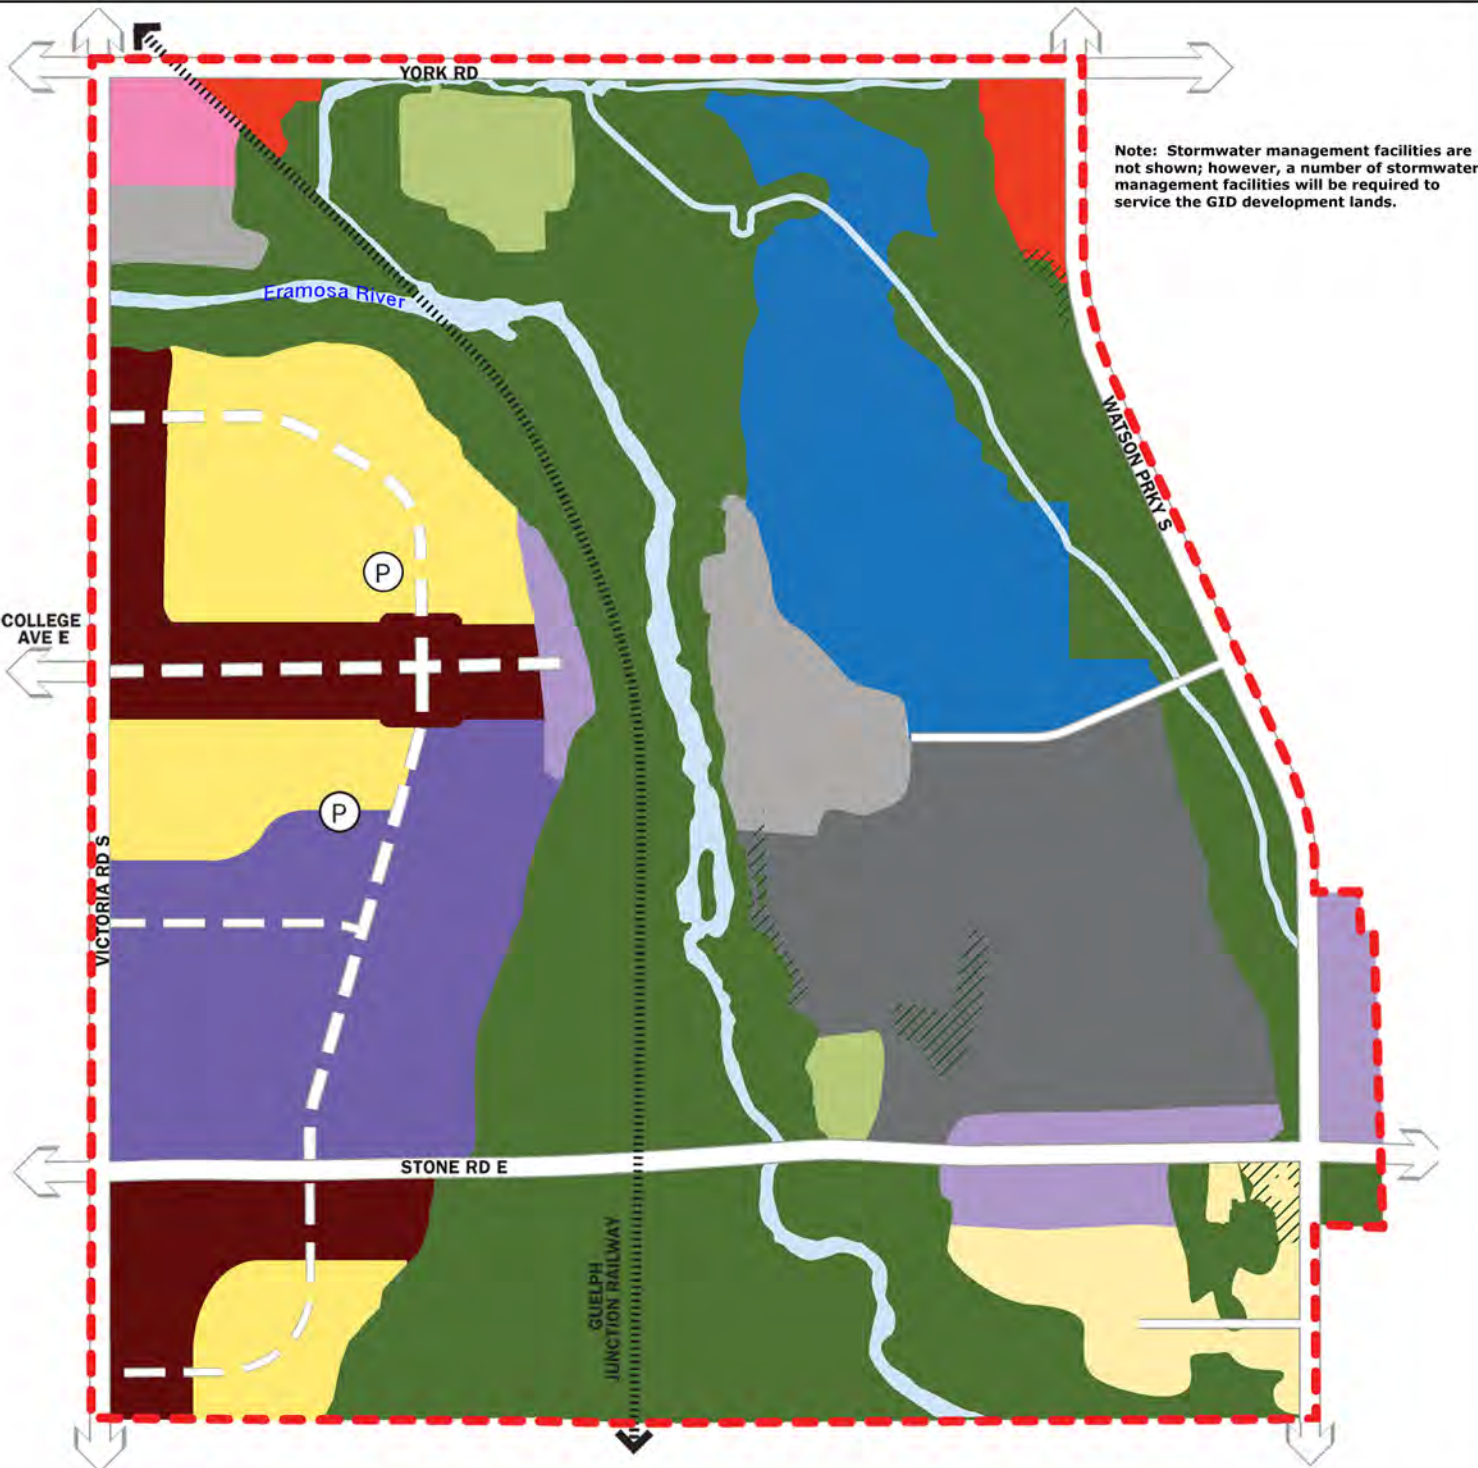 YORK RD
Note: Stormwater management facilities are
not shown; however, a number of stormwater
management facilities will be required to
service the GID development lands.
Eramosa River
WATSON PRKY S
P
COLLEGE
AVE E
P
VICTORIA RD S
STONE RD E
GUELPH
JUNCTION RAILWAY